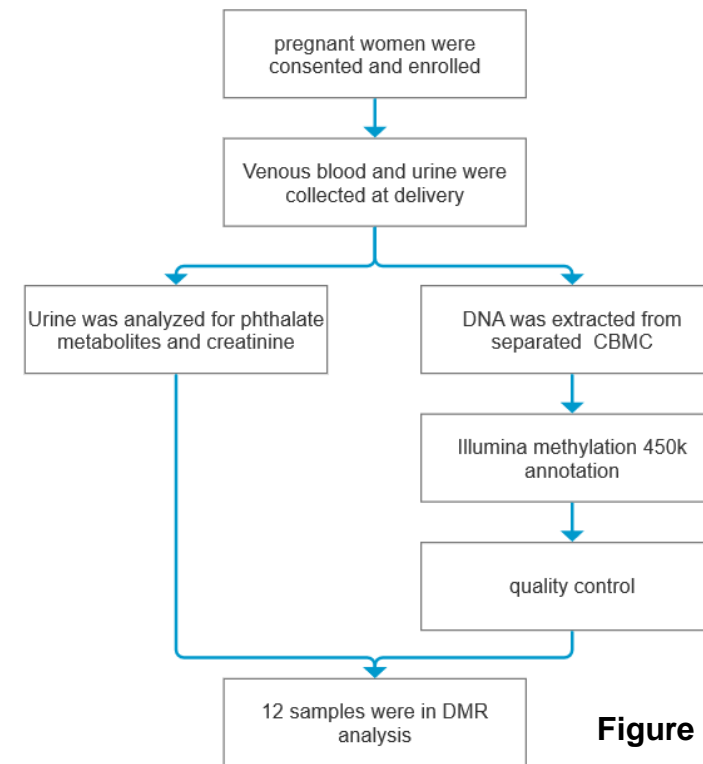 pregnant women were
consented and enrolled
Venous blood and urine were
collected at delivery
Urine was analyzed for phthalate
metabolites and creatinine
DNA was extracted from
separated CBMC
Illumina methylation 450k
annotation
quality control
12 samples were in DMR
analysis
Figure